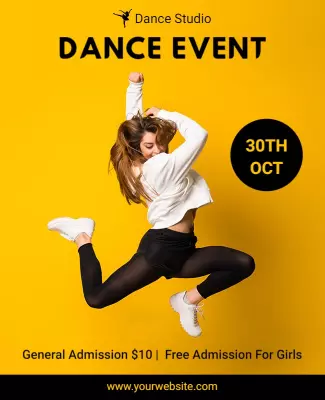 Dance Studio
DANCE EVENT
30TH
OCT
General Admission $10 | Free Admission For Girls
www.yourwebsite.com